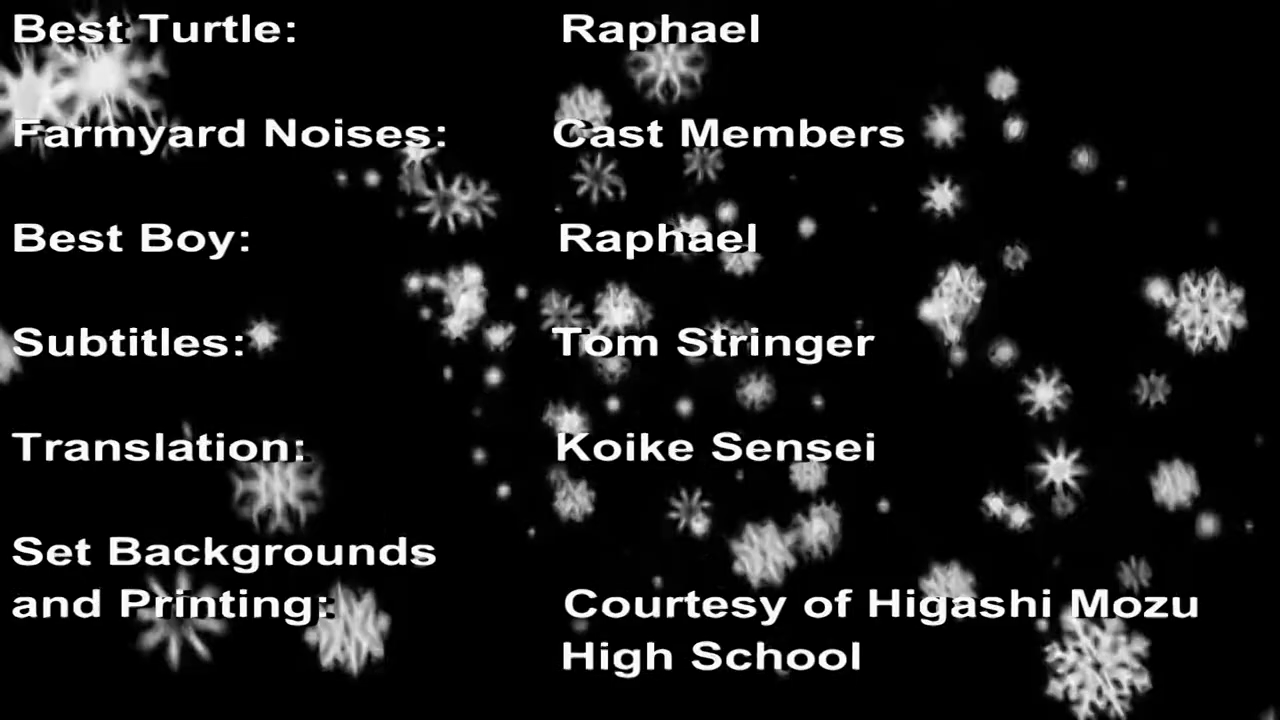 Best Turtle: Raphael
Farmyard Noises: Cast Members
Best Boy: Raphael
Subtitles: Tom Stringer
Translation: Koike Sensei
Set Backgrounds
and Printing: Courtesy of Higashi Mozu
High School